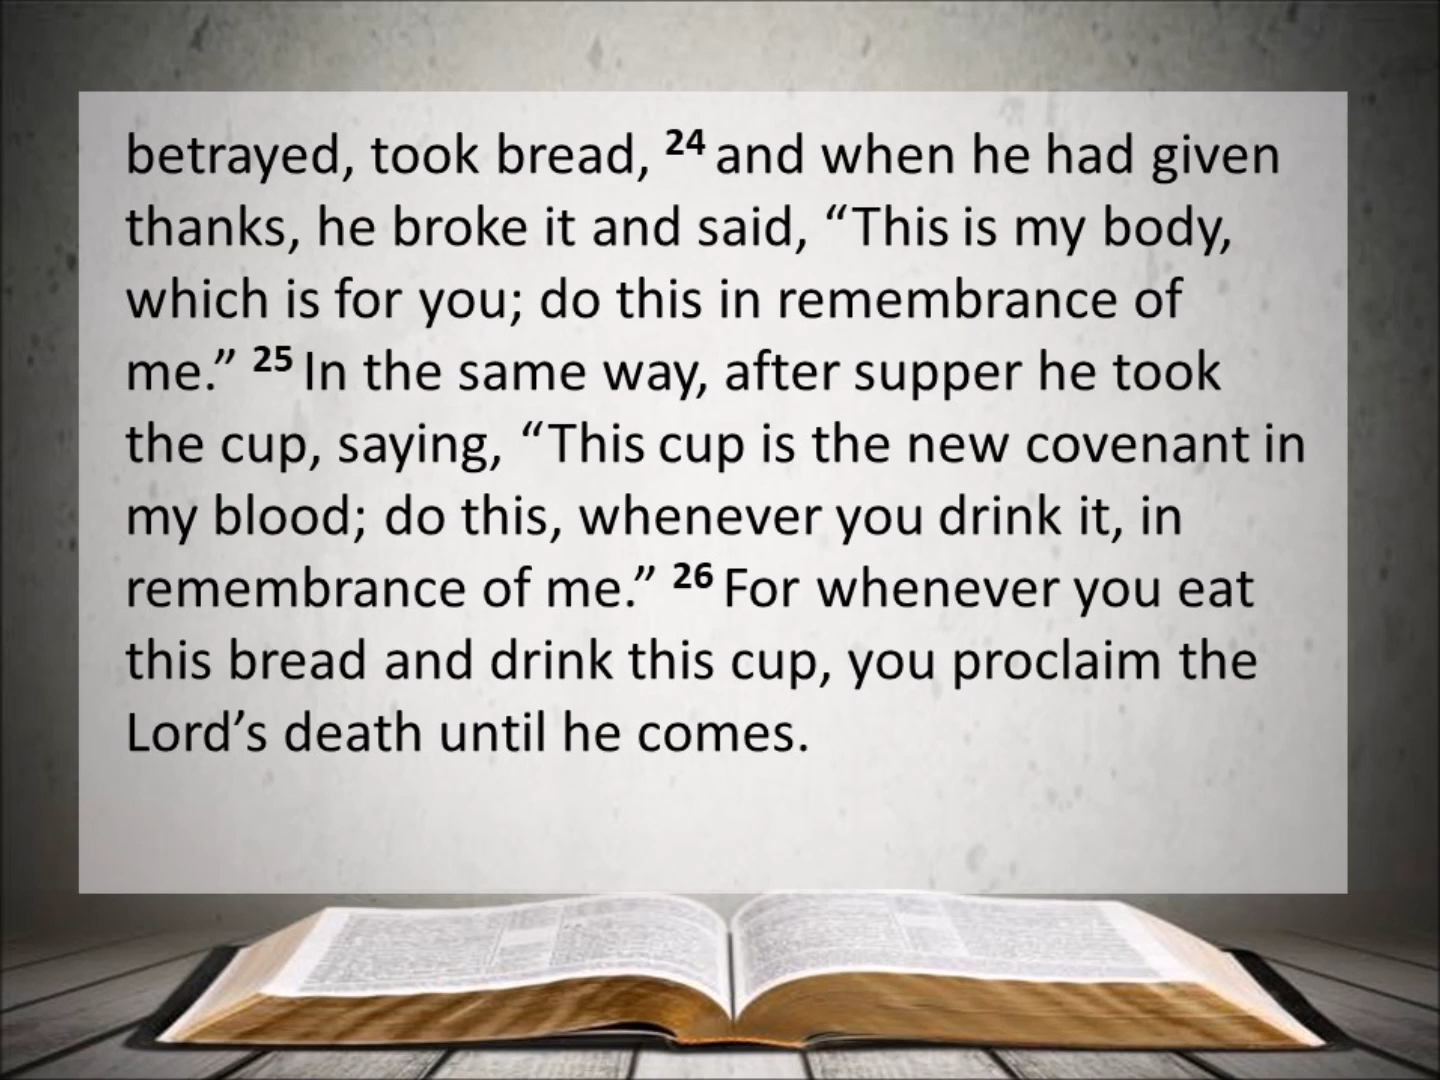 betrayed, took bread, 24 and when he had given
thanks, he broke it and said, “This is my body,
which is for you; do this in remembrance of
me.” 25 In the same way, after supper he took
the cup, saying, “This cup is the new covenant in
my blood; do this, whenever you drink it, in
remembrance of me.” 26 For whenever you eat
this bread and drink this cup, you proclaim the
Lord’s death until he comes.